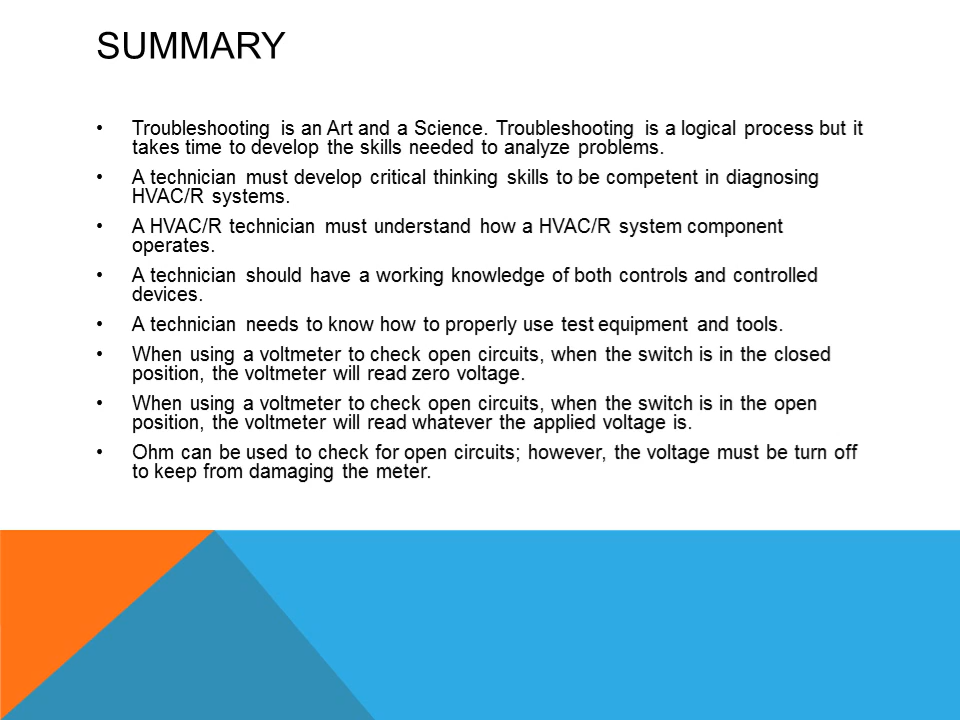 SUMMARY
• Troubleshooting is an Art and a Science. Troubleshooting is a logical process but it
takes time to develop the skills needed to analyze problems.
• A technician must develop critical thinking skills to be competent in diagnosing
HVAC/R systems.
• A HVAC/R technician must understand how a HVAC/R system component
operates.
• A technician should have a working knowledge of both controls and controlled
devices.
• A technician needs to know how to properly use test equipment and tools.
• When using a voltmeter to check open circuits, when the switch is in the closed
position, the voltmeter will read zero voltage.
• When using a voltmeter to check open circuits, when the switch is in the open
position, the voltmeter will read whatever the applied voltage is.
• Ohm can be used to check for open circuits; however, the voltage must be turn off
to keep from damaging the meter.